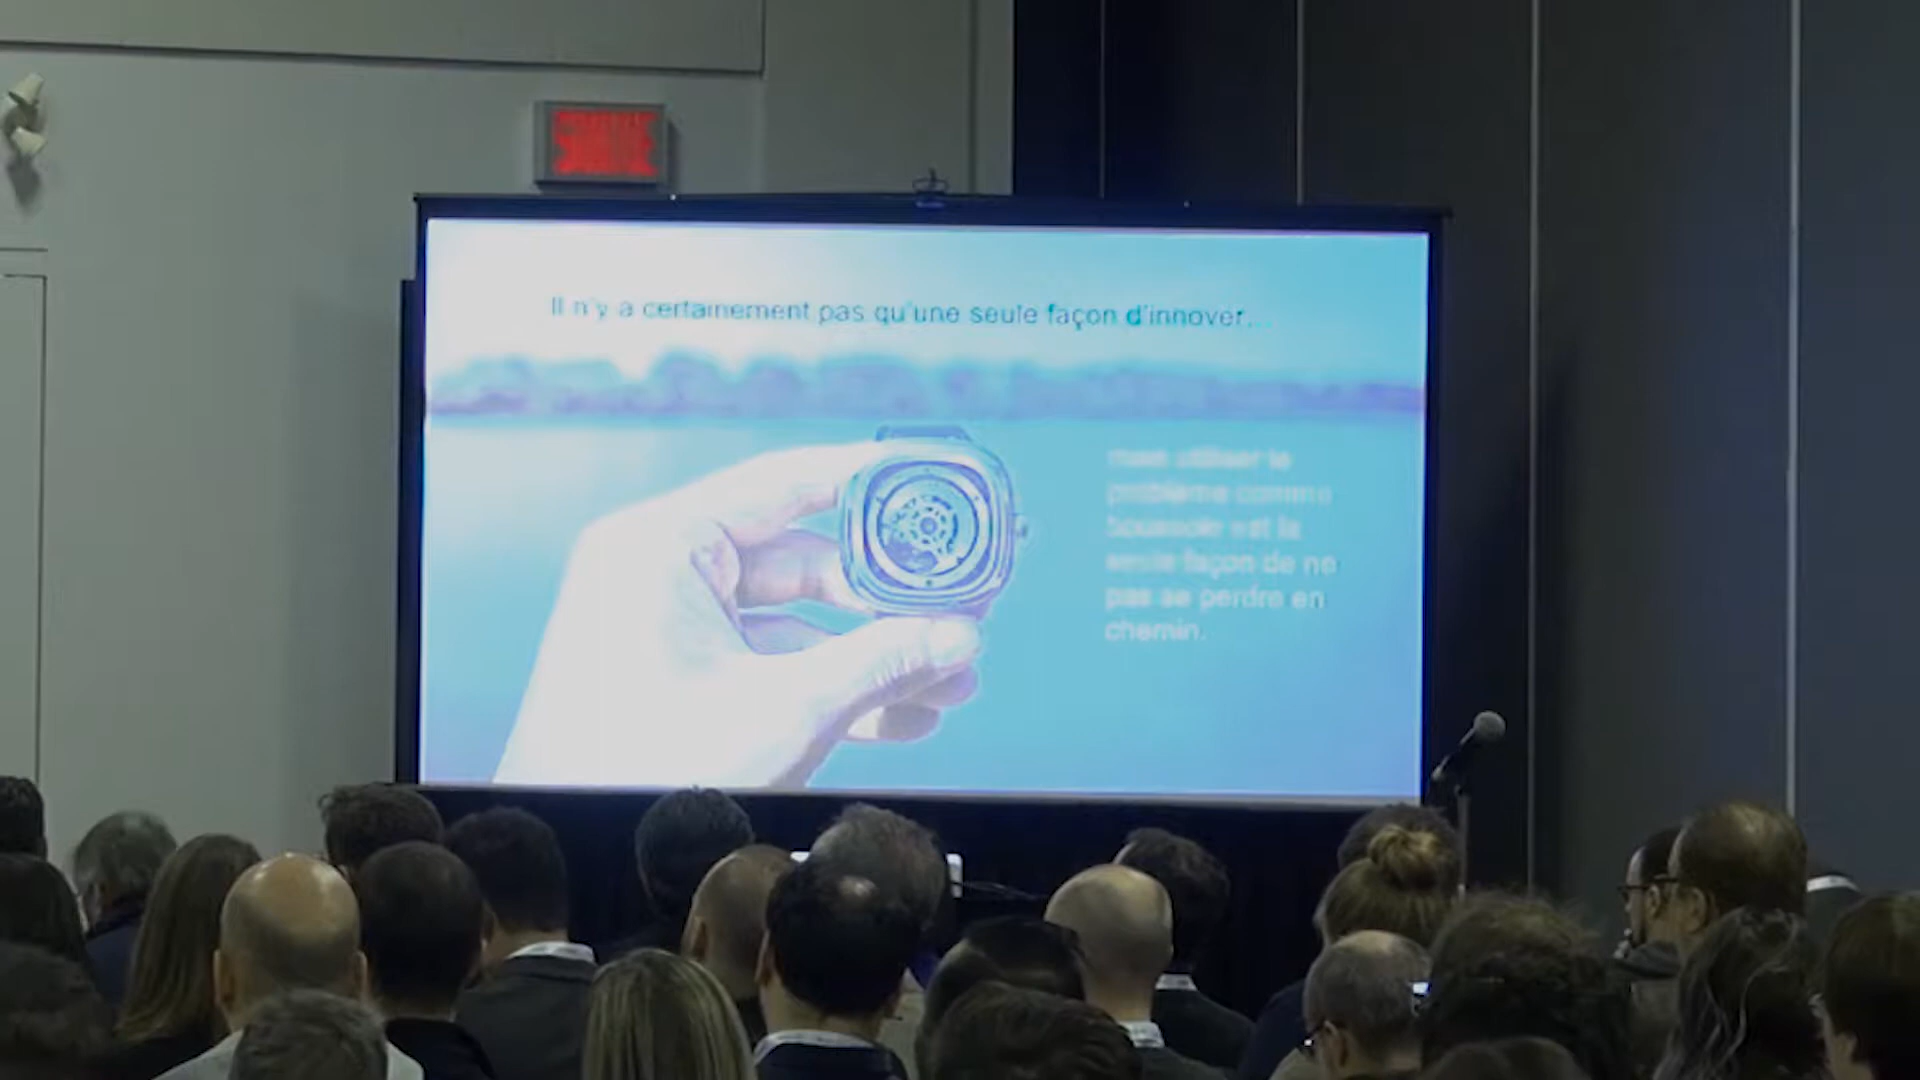 Il n'y a certainement pas qu'une seule façon d'innover...
mais utiliser le
problème comme
boussole est la
seule façon de ne
pas se perdre en
chemin.